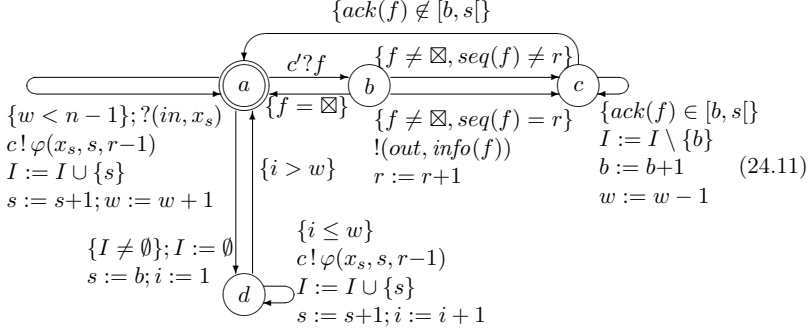 {ack(f) ∉ [b, s[}
a
c'?f
b
{f ≠ ⊠, seq(f) ≠ r}
c
{f = ⊠}
{w < n − 1}; ?(in, x_s)
c ! φ(x_s, s, r−1)
I := I ∪ {s}
s := s+1; w := w + 1
{f ≠ ⊠, seq(f) = r}
!(out, info(f))
r := r+1
{ack(f) ∈ [b, s[}
I := I \ {b}
b := b+1
w := w − 1
(24.11)
{i > w}
{I ≠ ∅}; I := ∅
s := b; i := 1
d
{i ≤ w}
c ! φ(x_s, s, r−1)
I := I ∪ {s}
s := s+1; i := i + 1